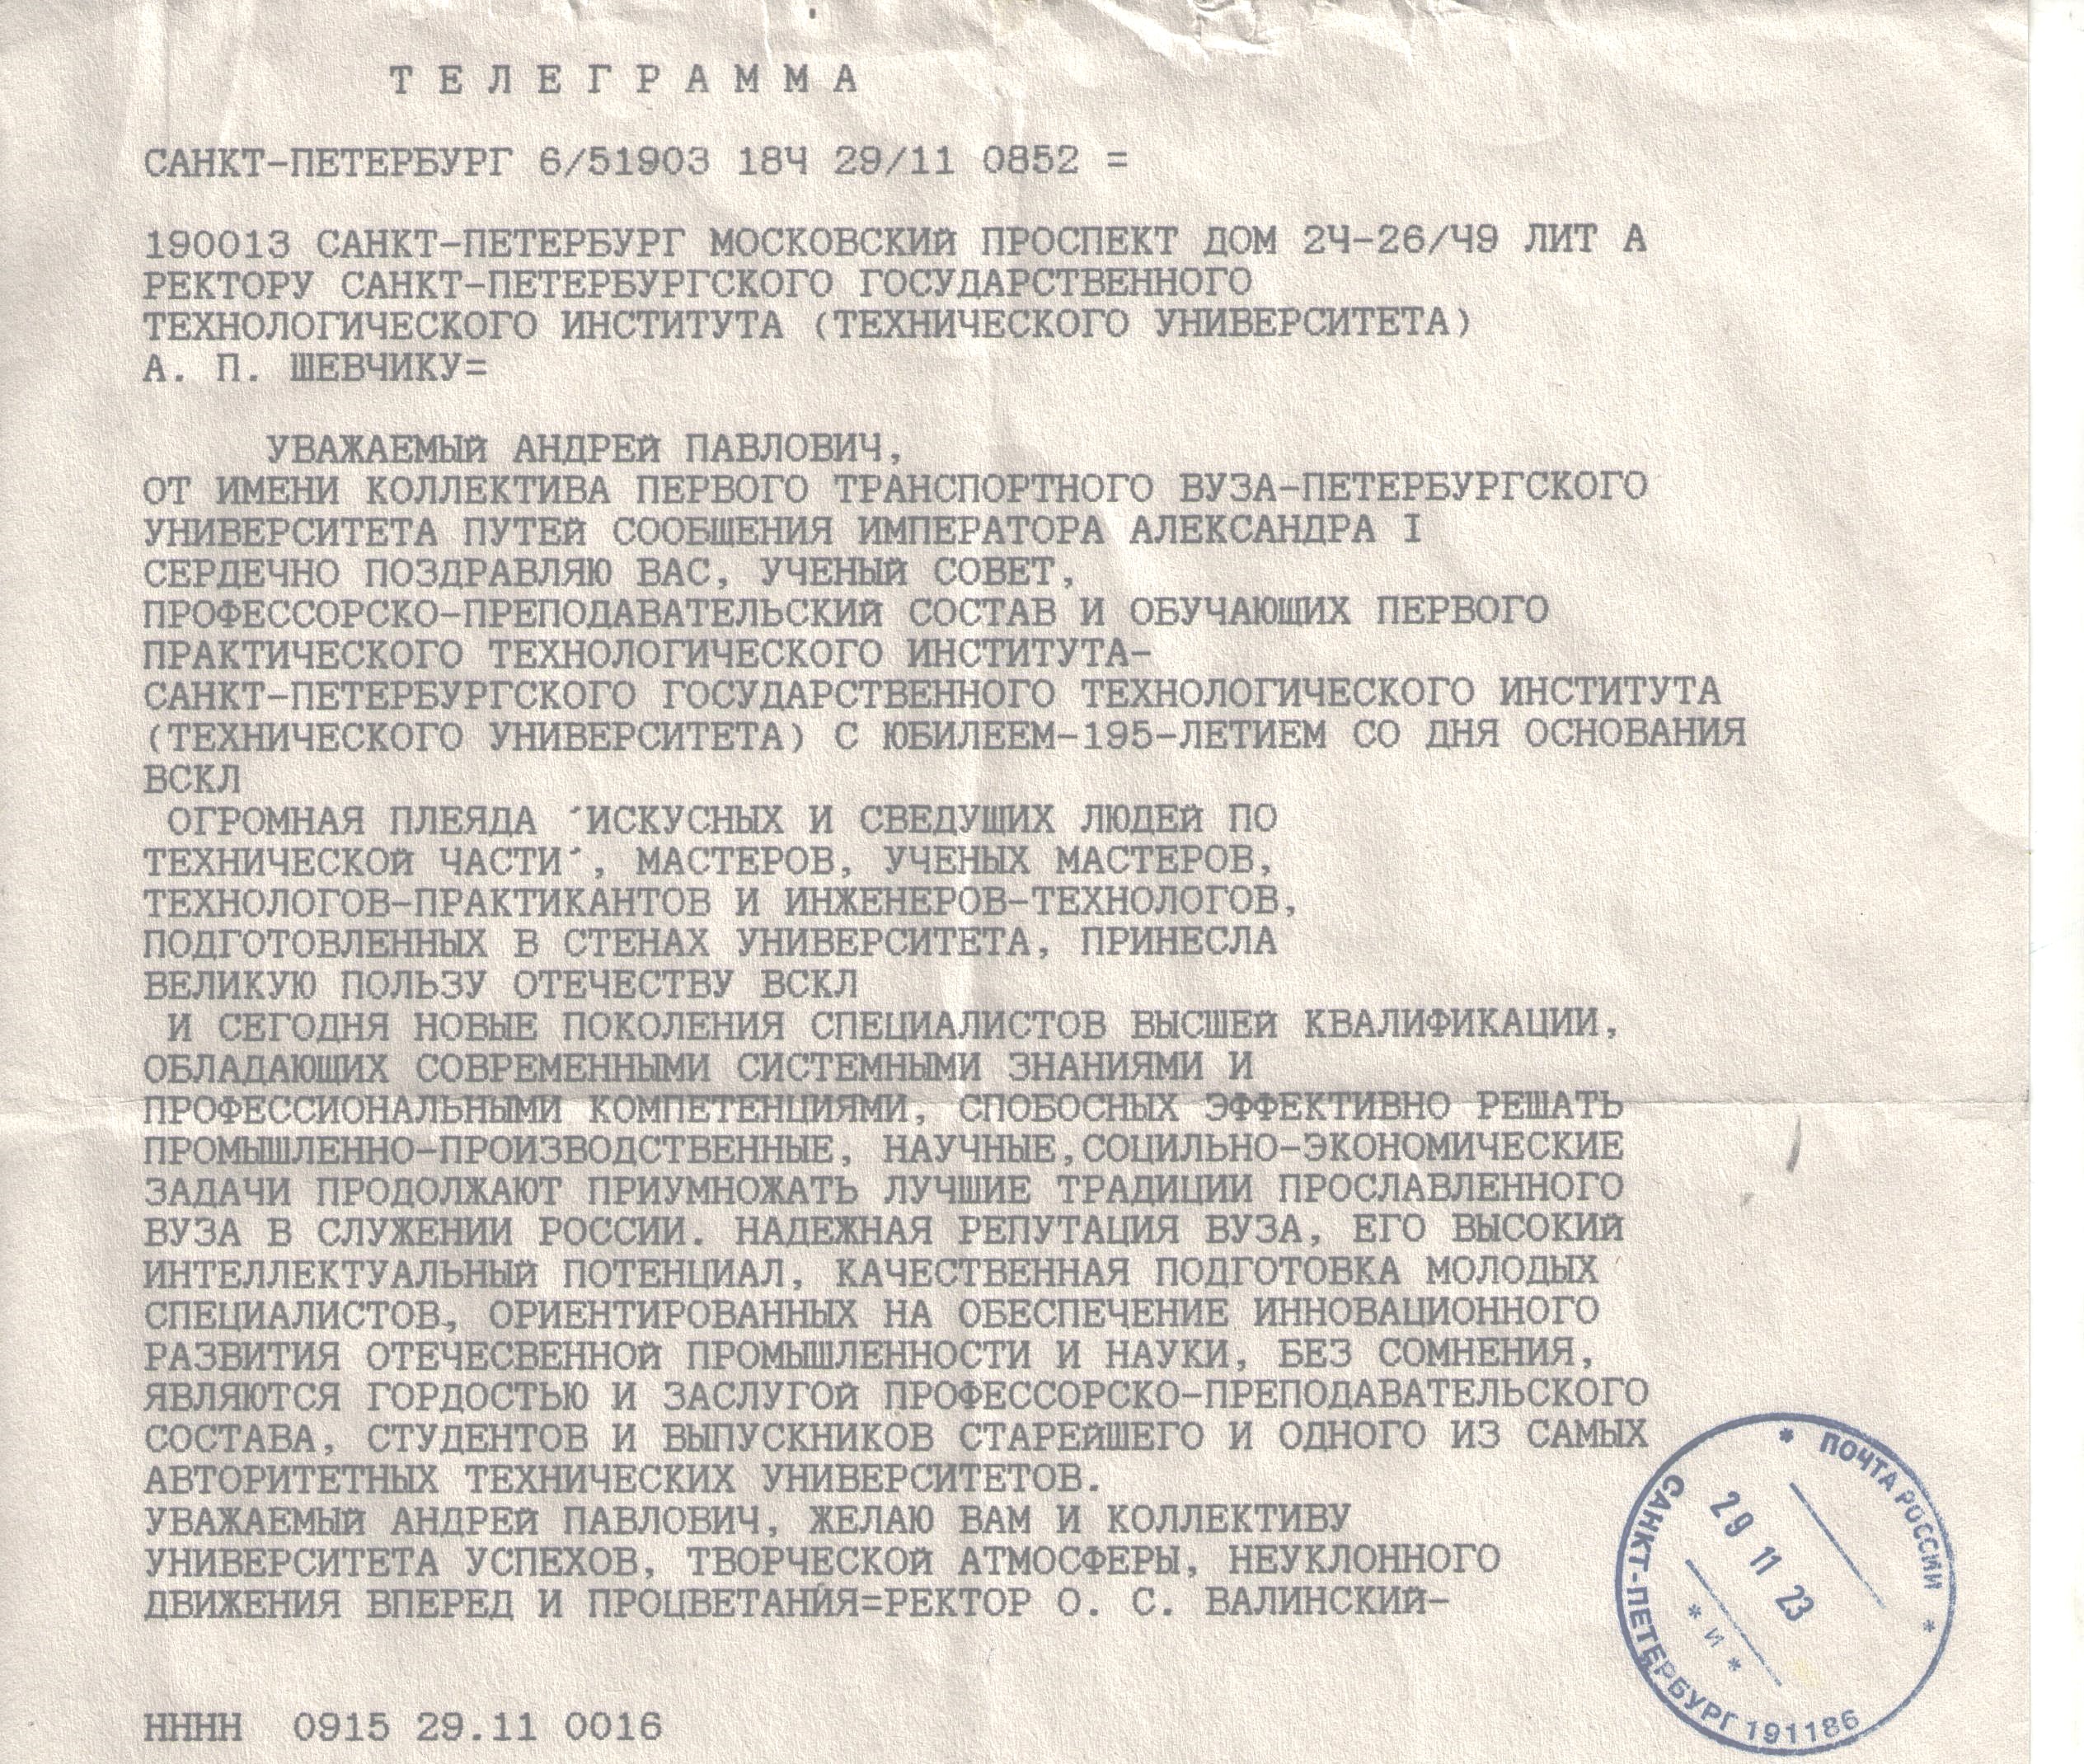 ТЕЛЕГРАММА
САНКТ-ПЕТЕРБУРГ 6/51903 184 29/11 0852 =
190013 САНКТ-ПЕТЕРБУРГ МОСКОВСКИЙ ПРОСПЕКТ ДОМ 24-26/49 ЛИТ А
РЕКТОРУ САНКТ-ПЕТЕРБУРГСКОГО ГОСУДАРСТВЕННОГО
ТЕХНОЛОГИЧЕСКОГО ИНСТИТУТА (ТЕХНИЧЕСКОГО УНИВЕРСИТЕТА)
А. П. ШЕВЧИКУ=
УВАЖАЕМЫЙ АНДРЕЙ ПАВЛОВИЧ,
ОТ ИМЕНИ КОЛЛЕКТИВА ПЕРВОГО ТРАНСПОРТНОГО ВУЗА-ПЕТЕРБУРГСКОГО
УНИВЕРСИТЕТА ПУТЕЙ СООБЩЕНИЯ ИМПЕРАТОРА АЛЕКСАНДРА I
СЕРДЕЧНО ПОЗДРАВЛЯЮ ВАС, УЧЕНЫЙ СОВЕТ,
ПРОФЕССОРСКО-ПРЕПОДАВАТЕЛЬСКИЙ СОСТАВ И ОБУЧАЮЩИХ ПЕРВОГО
ПРАКТИЧЕСКОГО ТЕХНОЛОГИЧЕСКОГО ИНСТИТУТА-
САНКТ-ПЕТЕРБУРГСКОГО ГОСУДАРСТВЕННОГО ТЕХНОЛОГИЧЕСКОГО ИНСТИТУТА
(ТЕХНИЧЕСКОГО УНИВЕРСИТЕТА) С ЮБИЛЕЕМ-195-ЛЕТИЕМ СО ДНЯ ОСНОВАНИЯ
ВСКЛ
ОГРОМНАЯ ПЛЕЯДА ´ИСКУСНЫХ И СВЕДУЩИХ ЛЮДЕЙ ПО
ТЕХНИЧЕСКОЙ ЧАСТИ´, МАСТЕРОВ, УЧЕНЫХ МАСТЕРОВ,
ТЕХНОЛОГОВ-ПРАКТИКАНТОВ И ИНЖЕНЕРОВ-ТЕХНОЛОГОВ,
ПОДГОТОВЛЕННЫХ В СТЕНАХ УНИВЕРСИТЕТА, ПРИНЕСЛА
ВЕЛИКУЮ ПОЛЬЗУ ОТЕЧЕСТВУ ВСКЛ
И СЕГОДНЯ НОВЫЕ ПОКОЛЕНИЯ СПЕЦИАЛИСТОВ ВЫСШЕЙ КВАЛИФИКАЦИИ,
ОБЛАДАЮЩИХ СОВРЕМЕННЫМИ СИСТЕМНЫМИ ЗНАНИЯМИ И
ПРОФЕССИОНАЛЬНЫМИ КОМПЕТЕНЦИЯМИ, СПОБОСНЫХ ЭФФЕКТИВНО РЕШАТЬ
ПРОМЫШЛЕННО-ПРОИЗВОДСТВЕННЫЕ, НАУЧНЫЕ,СОЦИЛЬНО-ЭКОНОМИЧЕСКИЕ
ЗАДАЧИ ПРОДОЛЖАЮТ ПРИУМНОЖАТЬ ЛУЧШИЕ ТРАДИЦИИ ПРОСЛАВЛЕННОГО
ВУЗА В СЛУЖЕНИИ РОССИИ. НАДЕЖНАЯ РЕПУТАЦИЯ ВУЗА, ЕГО ВЫСОКИЙ
ИНТЕЛЛЕКТУАЛЬНЫЙ ПОТЕНЦИАЛ, КАЧЕСТВЕННАЯ ПОДГОТОВКА МОЛОДЫХ
СПЕЦИАЛИСТОВ, ОРИЕНТИРОВАННЫХ НА ОБЕСПЕЧЕНИЕ ИННОВАЦИОННОГО
РАЗВИТИЯ ОТЕЧЕСВЕННОЙ ПРОМЫШЛЕННОСТИ И НАУКИ, БЕЗ СОМНЕНИЯ,
ЯВЛЯЮТСЯ ГОРДОСТЬЮ И ЗАСЛУГОЙ ПРОФЕССОРСКО-ПРЕПОДАВАТЕЛЬСКОГО
СОСТАВА, СТУДЕНТОВ И ВЫПУСКНИКОВ СТАРЕЙШЕГО И ОДНОГО ИЗ САМЫХ
АВТОРИТЕТНЫХ ТЕХНИЧЕСКИХ УНИВЕРСИТЕТОВ.
УВАЖАЕМЫЙ АНДРЕЙ ПАВЛОВИЧ, ЖЕЛАЮ ВАМ И КОЛЛЕКТИВУ
УНИВЕРСИТЕТА УСПЕХОВ, ТВОРЧЕСКОЙ АТМОСФЕРЫ, НЕУКЛОННОГО
ДВИЖЕНИЯ ВПЕРЕД И ПРОЦВЕТАНИЯ=РЕКТОР О. С. ВАЛИНСКИЙ-
НННН 0915 29.11 0016
* ПОЧТА РОССИИ *
29 11 23
* И *
САНКТ-ПЕТЕРБУРГ 191186